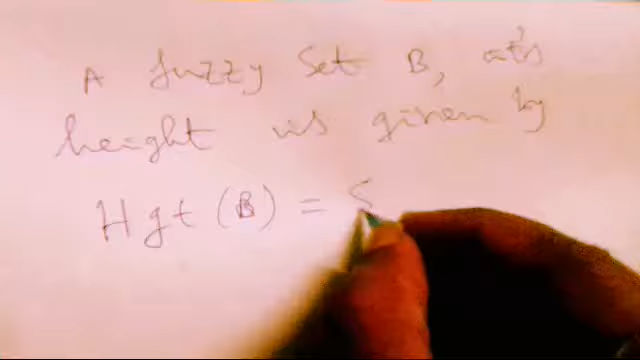 A fuzzy Set B, it's
height is given by
Hgt (B) = S